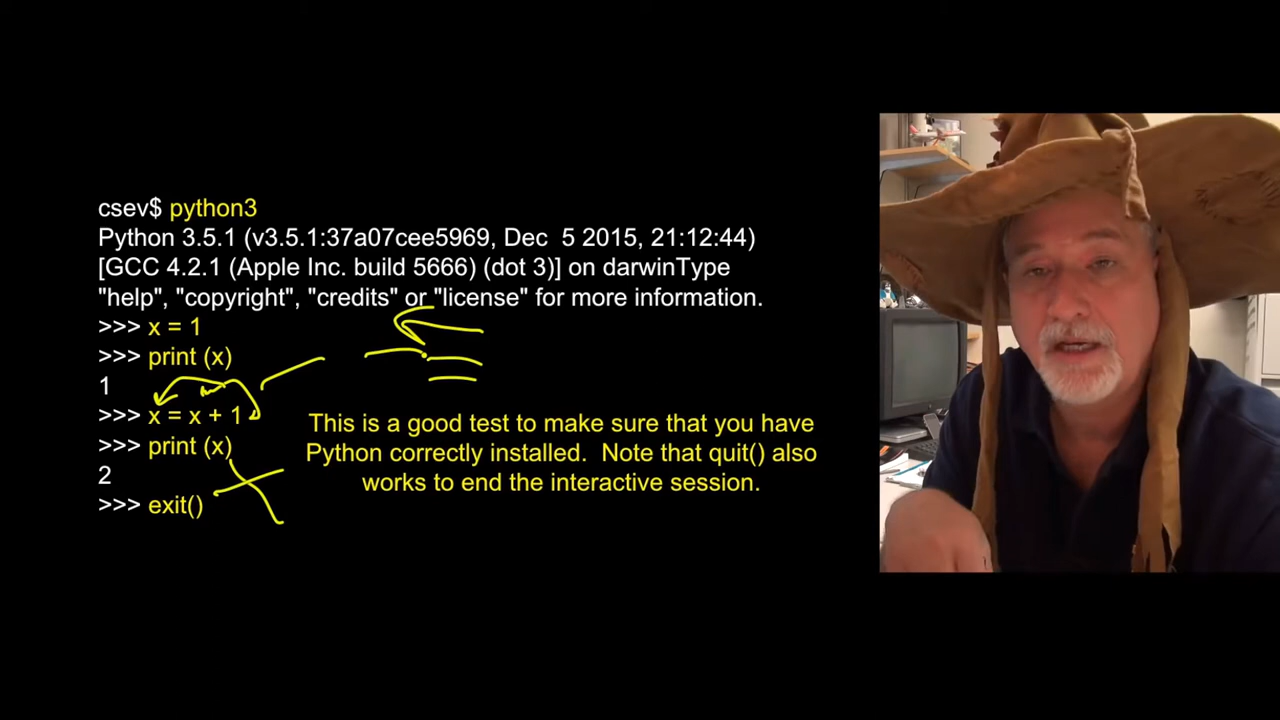 csev$ python3
Python 3.5.1 (v3.5.1:37a07cee5969, Dec  5 2015, 21:12:44)
[GCC 4.2.1 (Apple Inc. build 5666) (dot 3)] on darwinType
"help", "copyright", "credits" or "license" for more information.
>>> x = 1
>>> print (x)
1
>>> x = x + 1
>>> print (x)
2
>>> exit()
This is a good test to make sure that you have
Python correctly installed.  Note that quit() also
works to end the interactive session.